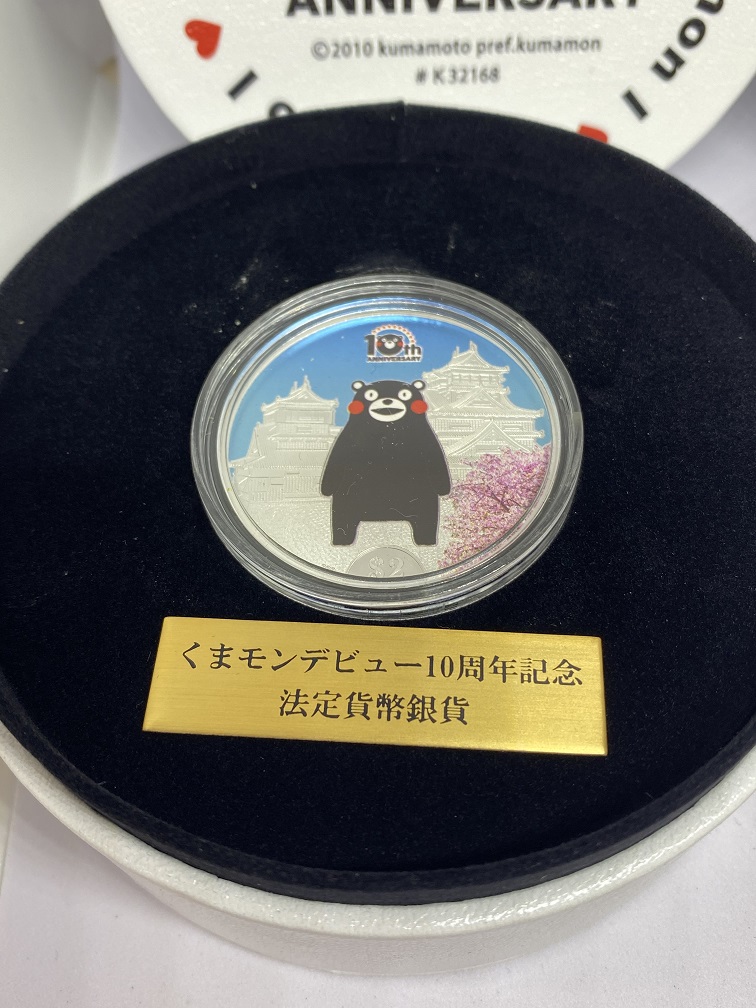 ANNIVERSARY
©2010 kumamoto pref.kumamon
# K32168
10th
ANNIVERSARY
$2
くまモンデビュー10周年記念
法定貨幣銀貨